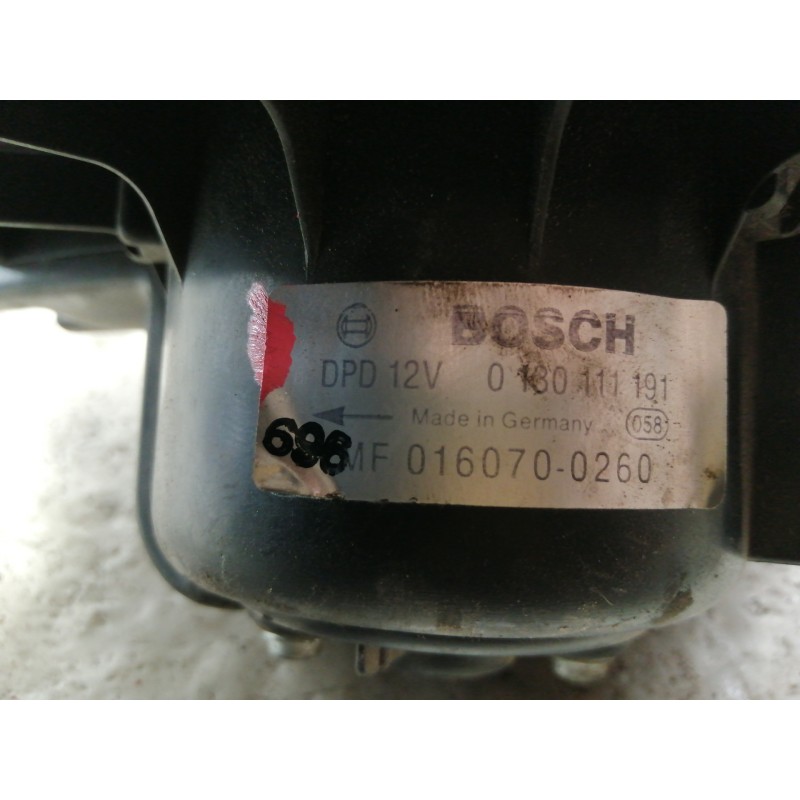 BOSCH
DPD 12V 0 130 111 191
Made in Germany 058
696 MF 016070-0260